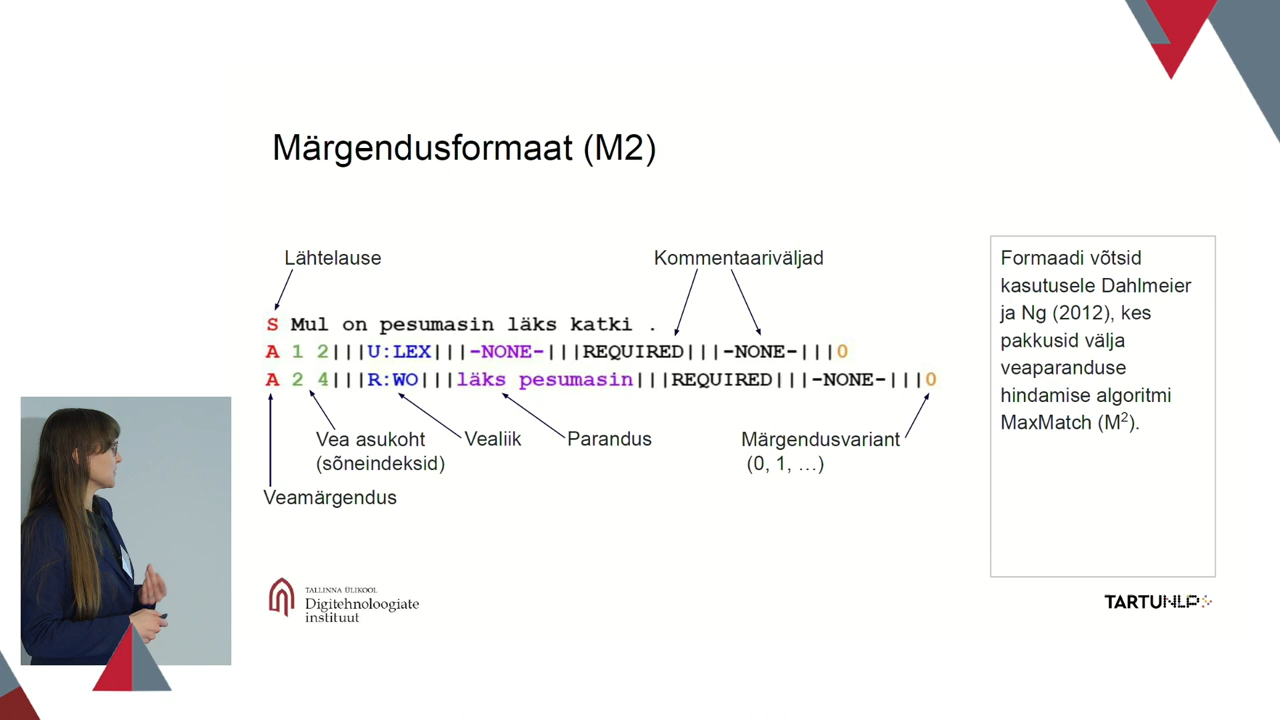 Märgendusformaat (M2)
Lähtelause
Kommentaariväljad
S Mul on pesumasin läks katki .
A 1 2|||U:LEX|||-NONE-|||REQUIRED|||-NONE-|||0
A 2 4|||R:WO|||läks pesumasin|||REQUIRED|||-NONE-|||0
Vea asukoht
(sõneindeksid)
Vealiik
Parandus
Märgendusvariant
(0, 1, …)
Veamärgendus
Formaadi võtsid
kasutusele Dahlmeier
ja Ng (2012), kes
pakkusid välja
veaparanduse
hindamise algoritmi
MaxMatch (M²).
TALLINNA ÜLIKOOL
Digitehnoloogiate
instituut
TARTUNLP